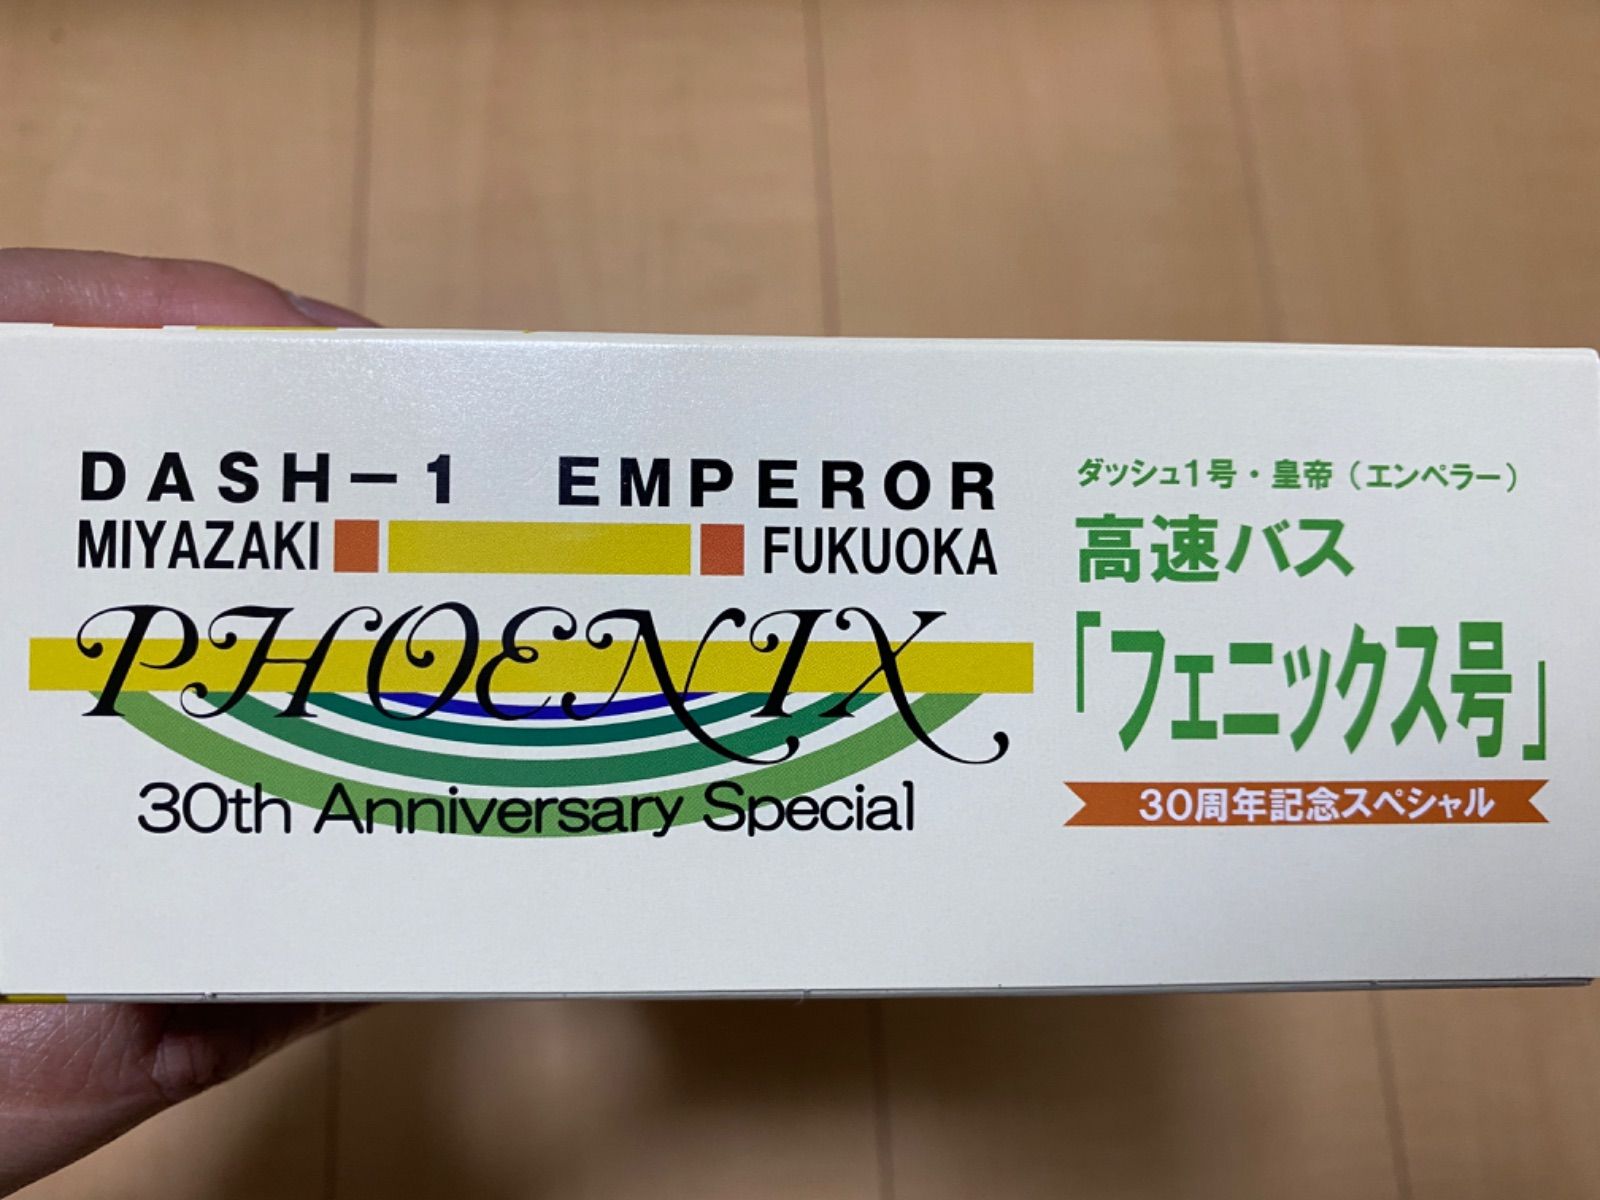 DASH-1 EMPEROR
MIYAZAKI FUKUOKA
PHOENIX
30th Anniversary Special
ダッシュ1号・皇帝（エンペラー）
高速バス
「フェニックス号」
30周年記念スペシャル